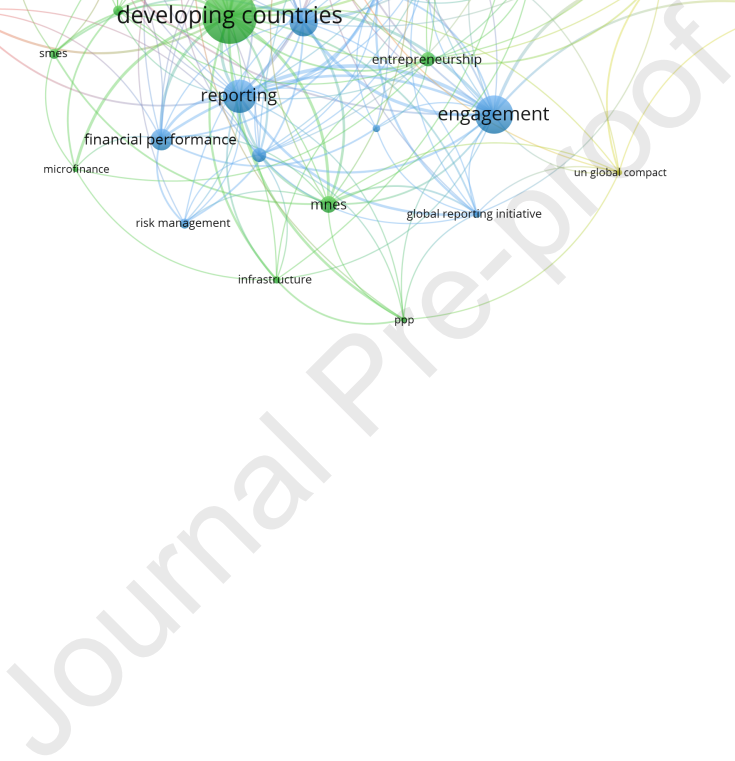 developing countries
smes
entrepreneurship
reporting
engagement
financial performance
microfinance
un global compact
mnes
global reporting initiative
risk management
infrastructure
ppp
Journal Pre-proof